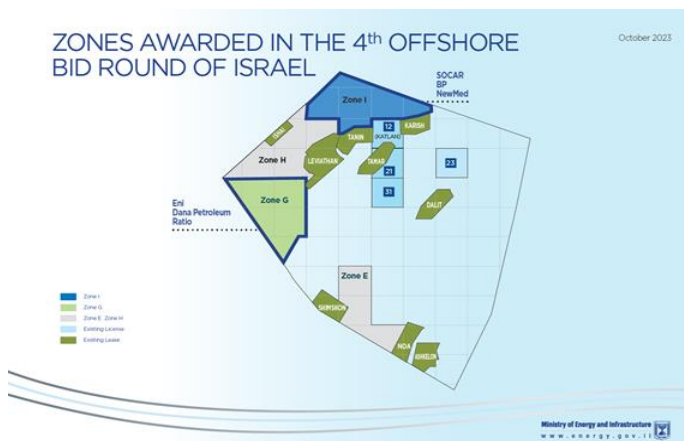 ZONES AWARDED IN THE 4th OFFSHORE
BID ROUND OF ISRAEL
October 2023
SOCAR
BP
NewMed
Zone I
12
(KATLAN)
KARISH
ISHAI
TANIN
Zone H
LEVIATHAN
TAMAR
23
21
Zone G
31
DALIT
Eni
Dana Petroleum
Ratio
Zone E
SHIMSHON
NOA
ASHKELON
Zone I
Zone G
Zone E Zone H
Existing License
Existing Lease
Ministry of Energy and Infrastructure
www.energy.gov.il